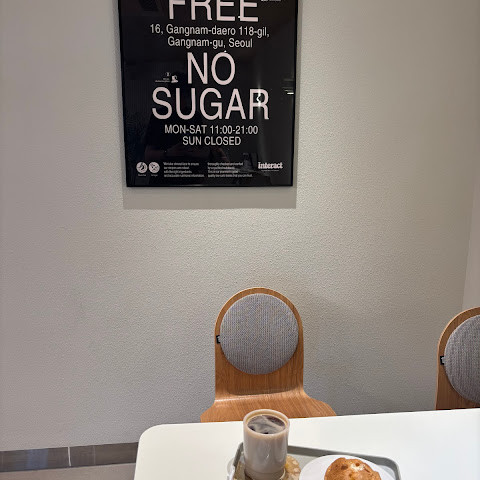 FREE
16, Gangnam-daero 118-gil,
Gangnam-gu, Seoul
NO
SUGAR
MON-SAT 11:00-21:00
SUN CLOSED
interact